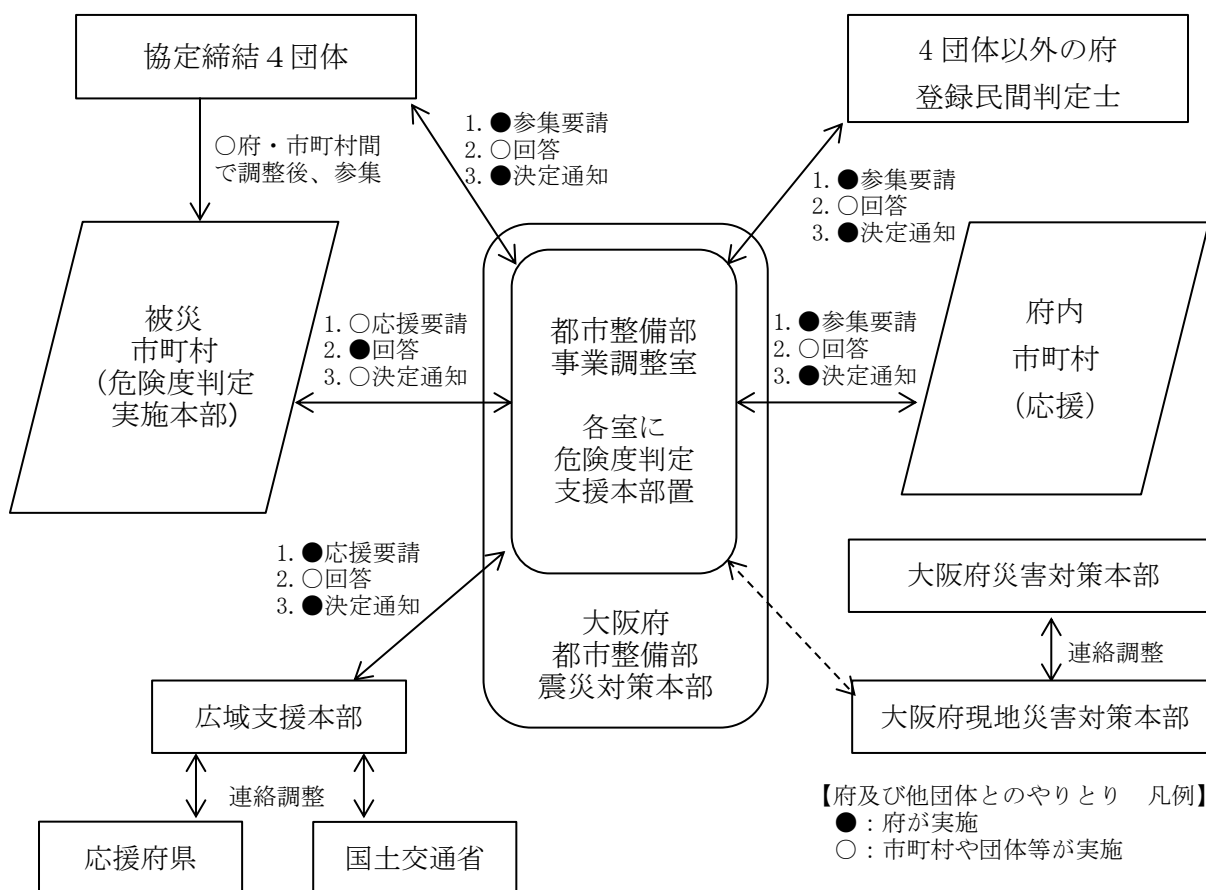 協定締結４団体
４団体以外の府
登録民間判定士
○府・市町村間
で調整後、参集
1. ●参集要請
2. ○回答
3. ●決定通知
1. ●参集要請
2. ○回答
3. ●決定通知
被災
市町村
(危険度判定
実施本部)
1. ○応援要請
2. ●回答
3. ○決定通知
都市整備部
事業調整室
各室に
危険度判定
支援本部置
1. ●参集要請
2. ○回答
3. ●決定通知
府内
市町村
(応援)
1. ●応援要請
2. ○回答
3. ●決定通知
大阪府
都市整備部
震災対策本部
大阪府災害対策本部
連絡調整
大阪府現地災害対策本部
広域支援本部
連絡調整
応援府県
国土交通省
【府及び他団体とのやりとり　凡例】
●：府が実施
○：市町村や団体等が実施